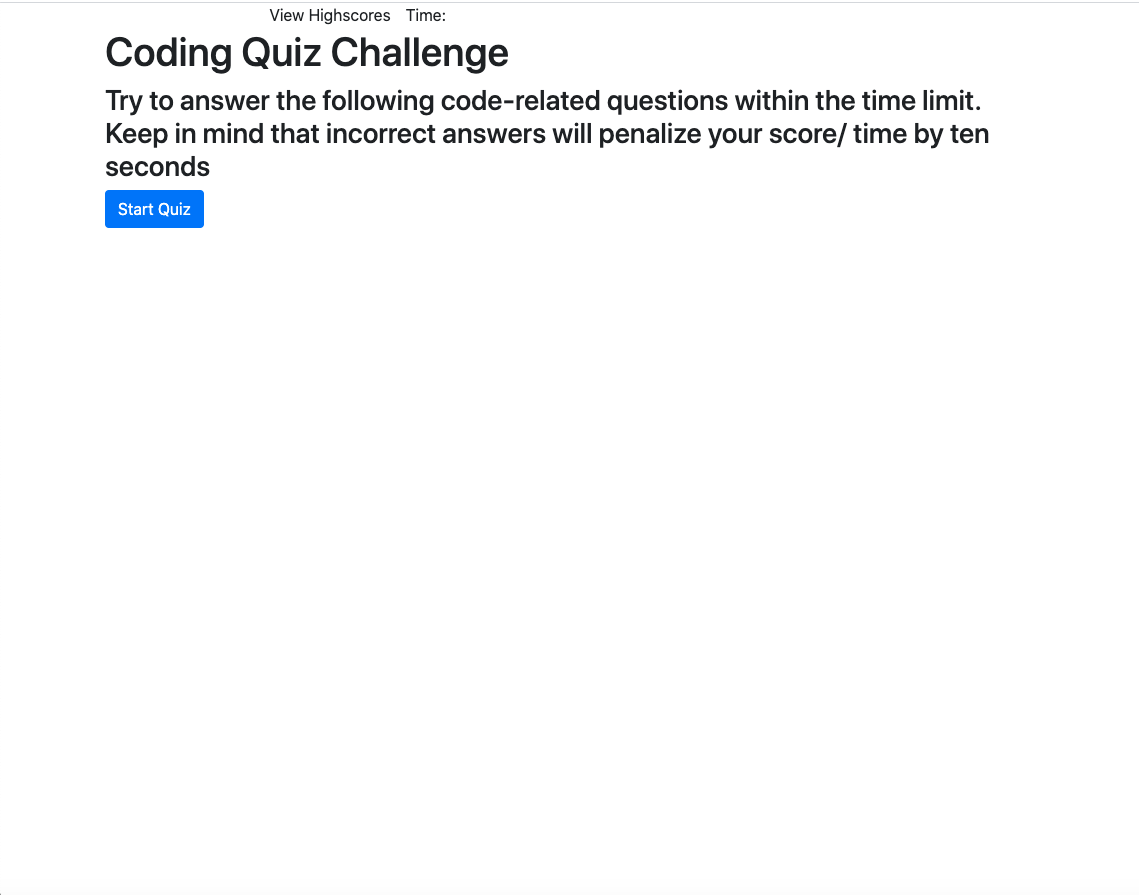 View Highscores Time:
Coding Quiz Challenge
Try to answer the following code-related questions within the time limit.
Keep in mind that incorrect answers will penalize your score/ time by ten
seconds
Start Quiz